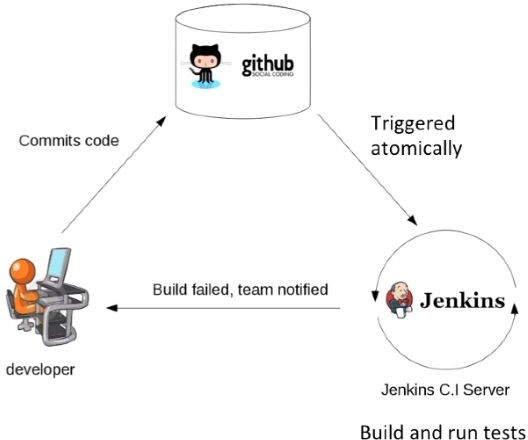 github
SOCIAL CODING
Commits code
Triggered
atomically
Build failed, team notified
Jenkins
developer
Jenkins C.I Server
Build and run tests